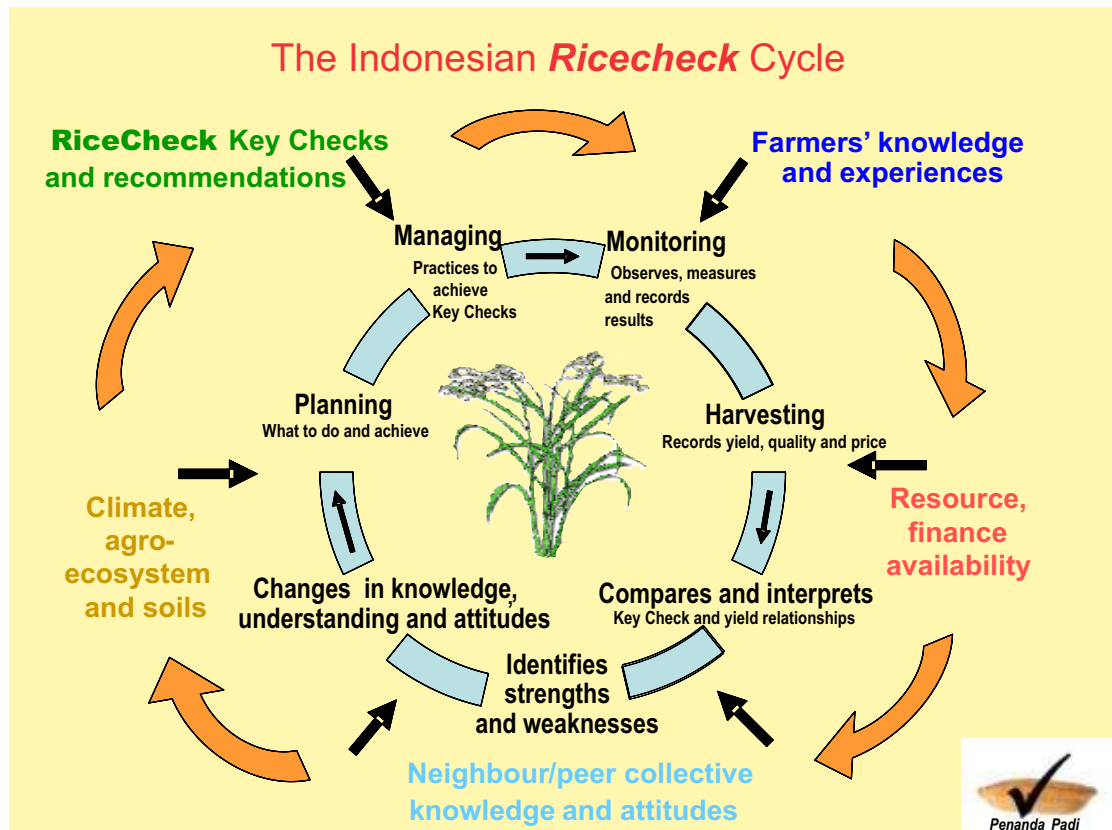 The Indonesian Ricecheck Cycle
RiceCheck Key Checks
and recommendations
Farmers’ knowledge
and experiences
Managing
Practices to
achieve
Key Checks
Monitoring
Observes, measures
and records
results
Planning
What to do and achieve
Harvesting
Records yield, quality and price
Climate,
agro-
ecosystem
and soils
Resource,
finance
availability
Changes in knowledge,
understanding and attitudes
Compares and interprets
Key Check and yield relationships
Identifies
strengths
and weaknesses
Neighbour/peer collective
knowledge and attitudes
Penanda Padi